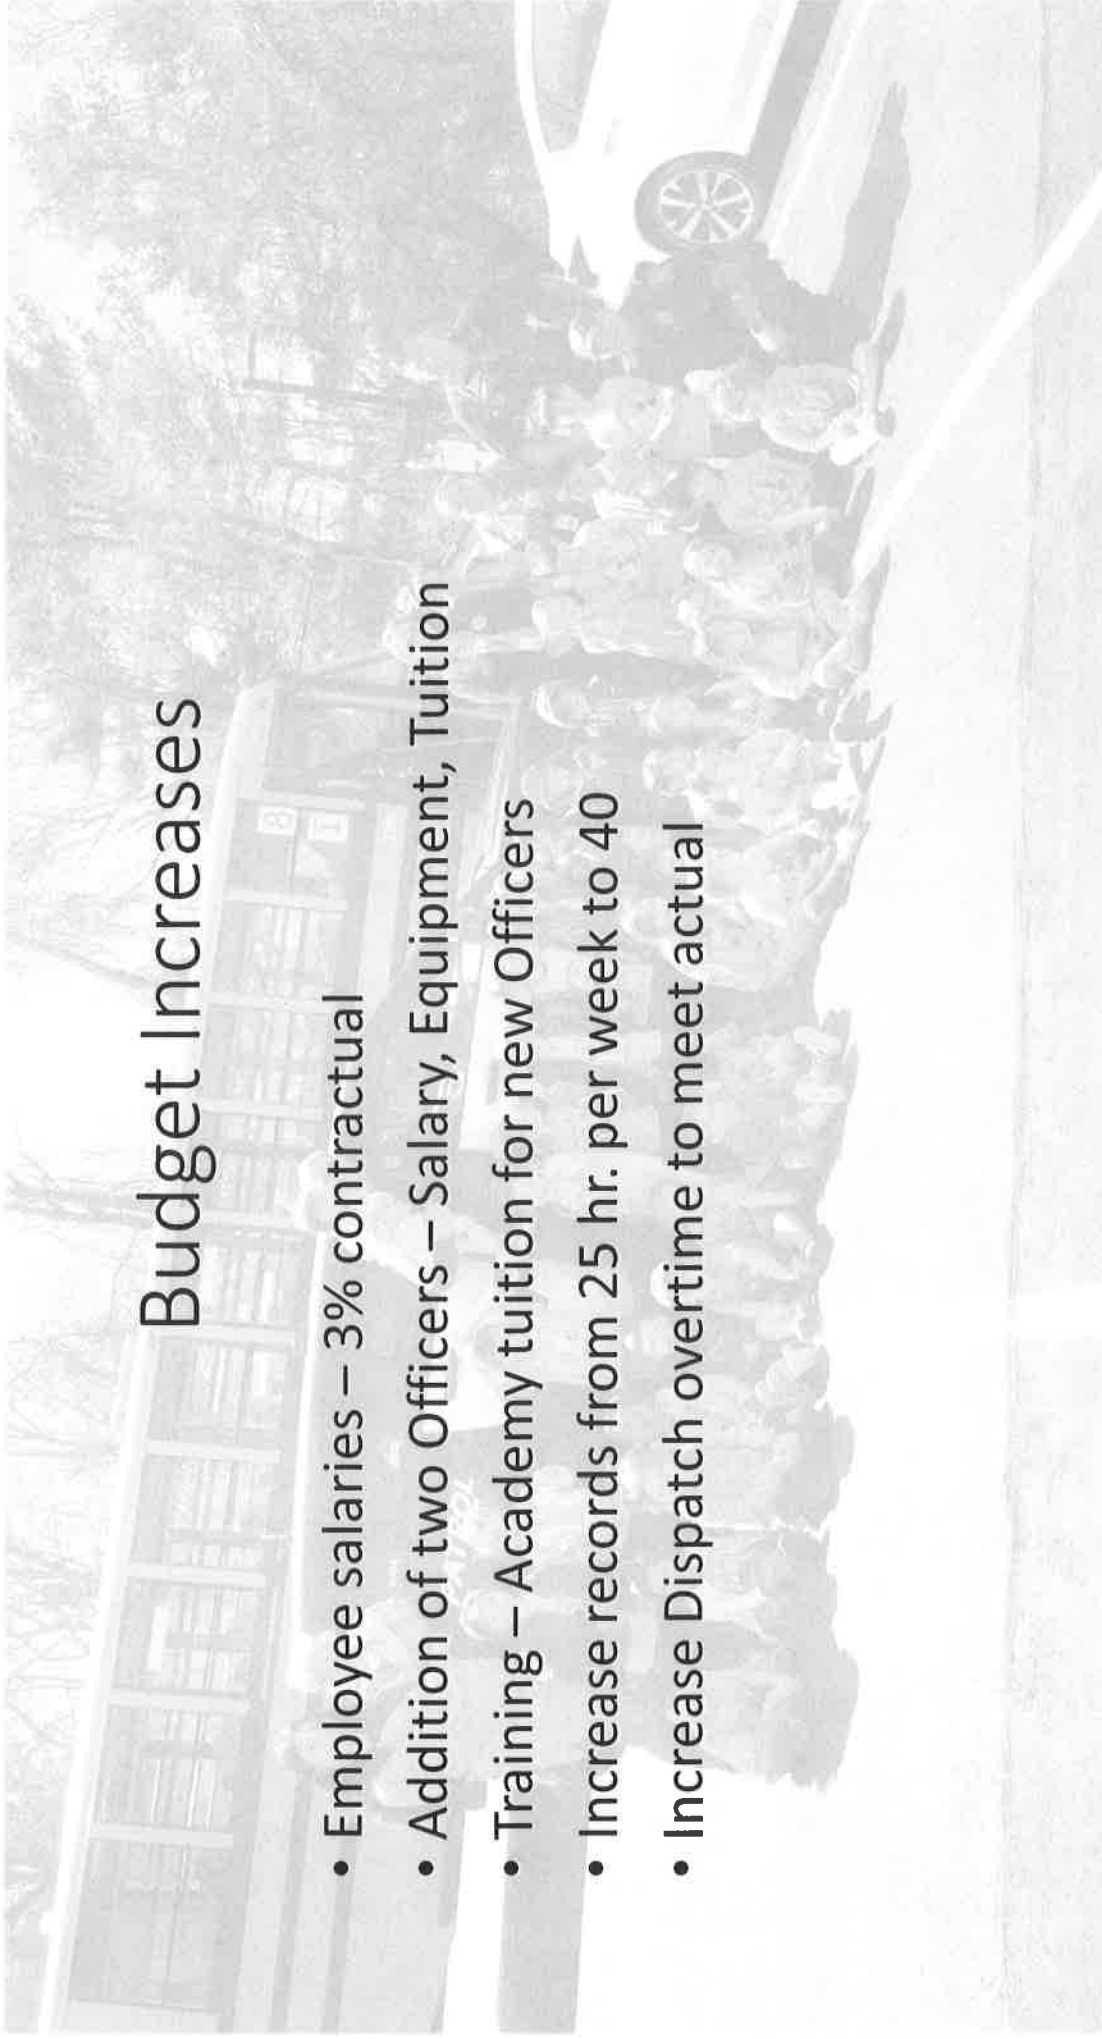 Budget Increases
• Employee salaries – 3% contractual
• Addition of two Officers – Salary, Equipment, Tuition
• Training – Academy tuition for new Officers
• Increase records from 25 hr. per week to 40
• Increase Dispatch overtime to meet actual